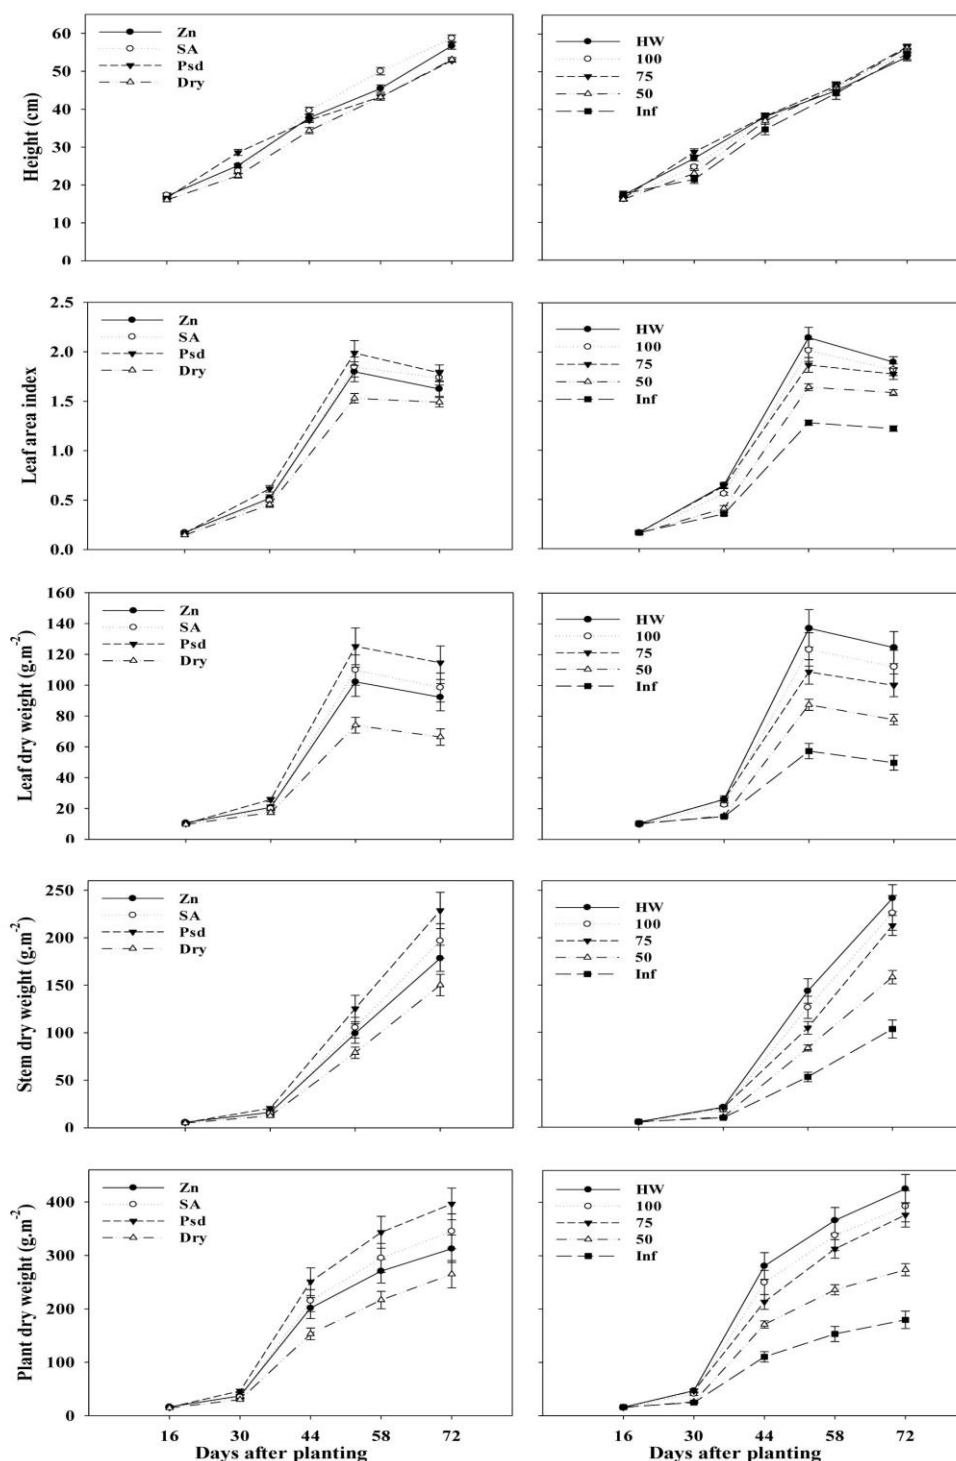 Height (cm)
60
50
40
30
20
10
0
Zn
SA
Psd
Dry
HW
100
75
50
Inf
Leaf area index
2.5
2.0
1.5
1.0
0.5
0.0
Zn
SA
Psd
Dry
HW
100
75
50
Inf
Leaf dry weight (g.m-2)
160
140
120
100
80
60
40
20
0
Zn
SA
Psd
Dry
HW
100
75
50
Inf
Stem dry weight (g.m-2)
250
200
150
100
50
0
Zn
SA
Psd
Dry
HW
100
75
50
Inf
Plant dry weight (g.m-2)
400
300
200
100
0
Zn
SA
Psd
Dry
HW
100
75
50
Inf
16 30 44 58 72
16 30 44 58 72
Days after planting
Days after planting